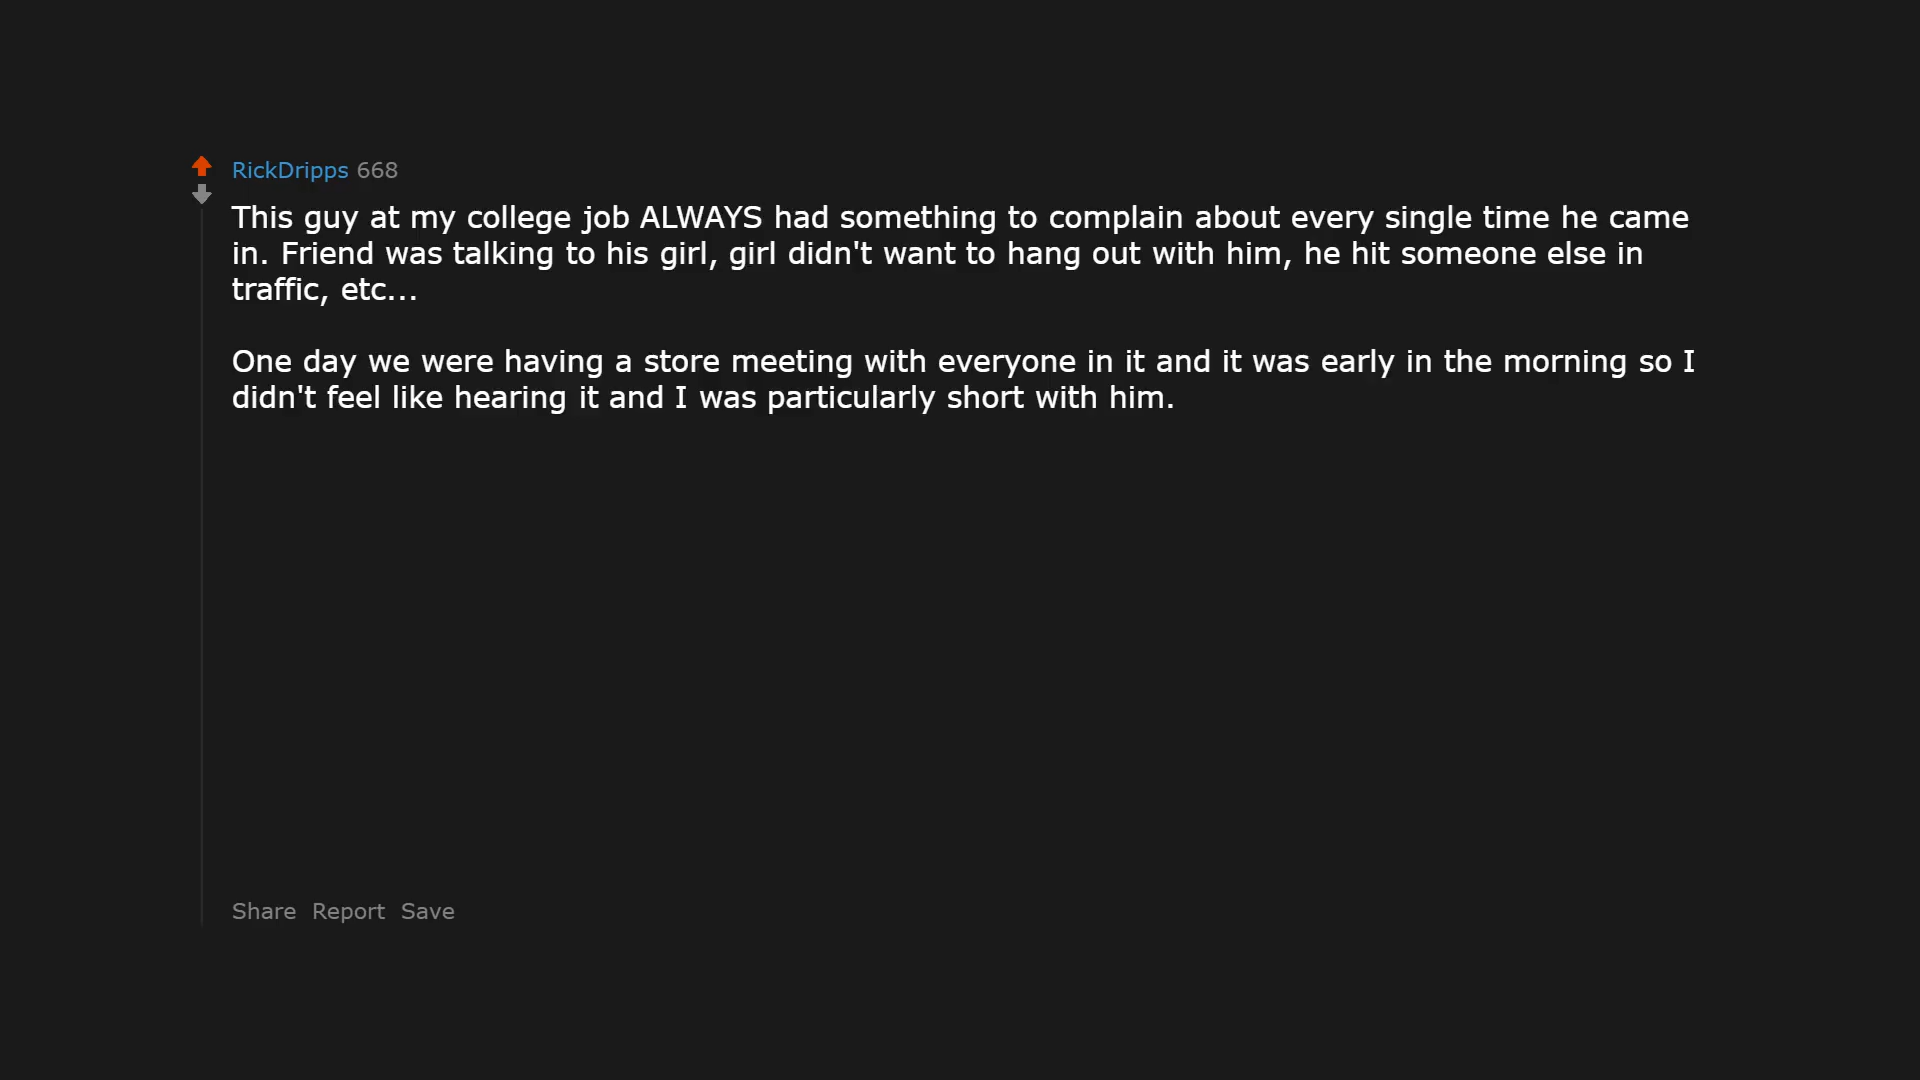 RickDripps 668
This guy at my college job ALWAYS had something to complain about every single time he came
in. Friend was talking to his girl, girl didn't want to hang out with him, he hit someone else in
traffic, etc...
One day we were having a store meeting with everyone in it and it was early in the morning so I
didn't feel like hearing it and I was particularly short with him.
Share Report Save